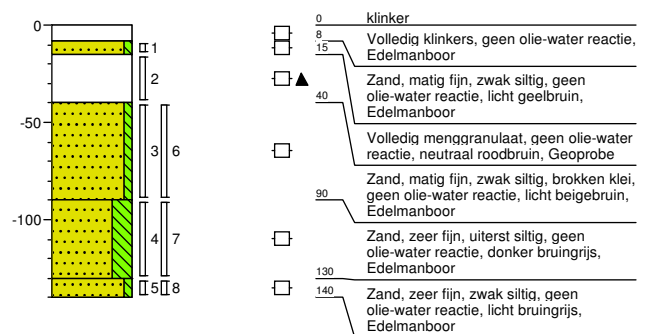 0
-50
-100
1
2
3
6
4
7
5
8
0
klinker
8
Volledig klinkers, geen olie-water reactie,
Edelmanboor
15
Zand, matig fijn, zwak siltig, geen
olie-water reactie, licht geelbruin,
Edelmanboor
40
Volledig menggranulaat, geen olie-water
reactie, neutraal roodbruin, Geoprobe
Zand, matig fijn, zwak siltig, brokken klei,
geen olie-water reactie, licht beigebruin,
Edelmanboor
90
Zand, zeer fijn, uiterst siltig, geen
olie-water reactie, donker bruingrijs,
Edelmanboor
130
Zand, zeer fijn, zwak siltig, geen
olie-water reactie, licht bruingrijs,
Edelmanboor
140